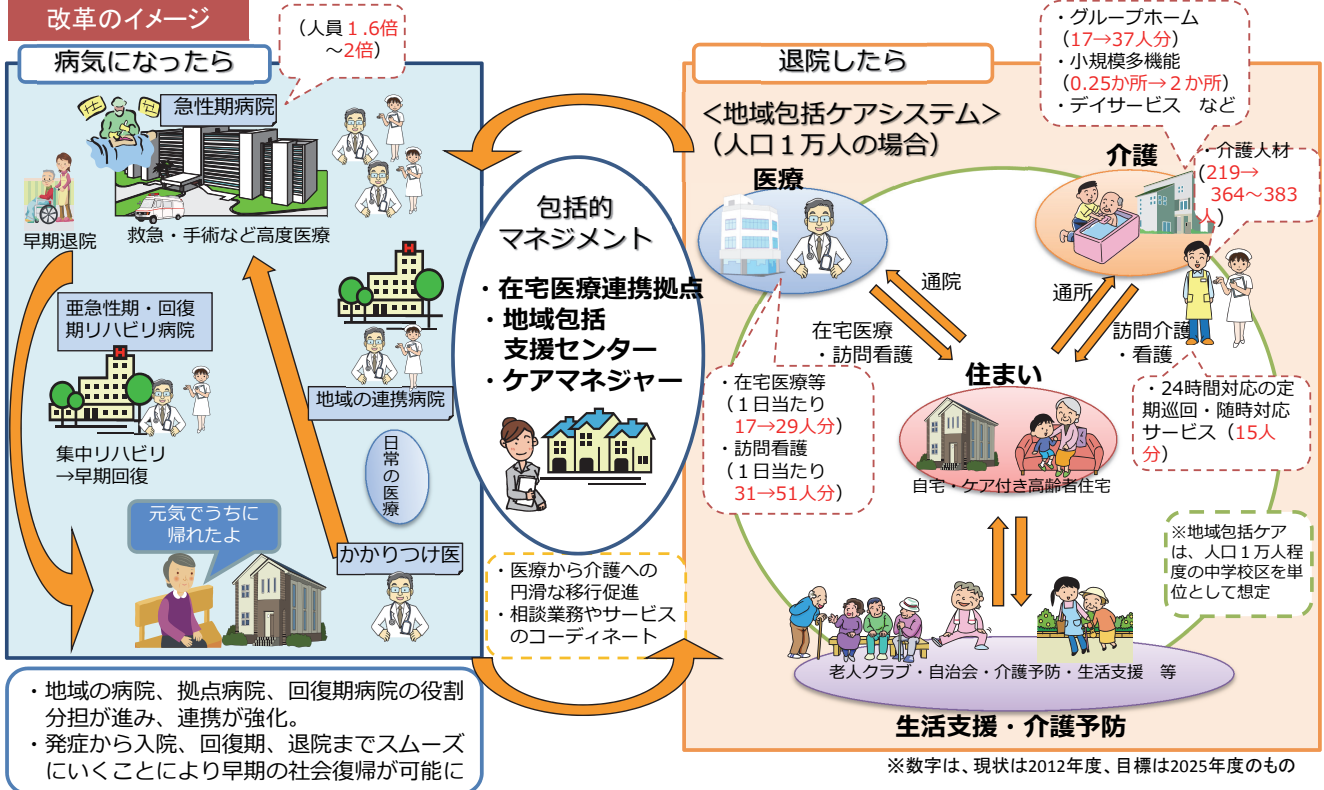 改革のイメージ
病気になったら
（人員１.６倍
～２倍）
急性期病院
早期退院
救急・手術など高度医療
亜急性期・回復
期リハビリ病院
集中リハビリ
→早期回復
地域の連携病院
日常の医療
元気でうちに
帰れたよ
かかりつけ医
・地域の病院、拠点病院、回復期病院の役割
分担が進み、連携が強化。
・発症から入院、回復期、退院までスムーズ
にいくことにより早期の社会復帰が可能に
包括的
マネジメント
・在宅医療連携拠点
・地域包括
支援センター
・ケアマネジャー
・医療から介護への
円滑な移行促進
・相談業務やサービス
のコーディネート
退院したら
＜地域包括ケアシステム＞
（人口１万人の場合）
・グループホーム
（17→37人分）
・小規模多機能
（0.25か所→２か所）
・デイサービス　など
医療
介護
・介護人材
（219→
364～383
人）
通院
在宅医療
・訪問看護
通所
訪問介護
・看護
・在宅医療等
（１日当たり
17→29人分）
・訪問看護
（１日当たり
31→51人分）
住まい
自宅・ケア付き高齢者住宅
・24時間対応の定
期巡回・随時対応
サービス（15人
分）
※地域包括ケア
は、人口１万人程
度の中学校区を単
位として想定
老人クラブ・自治会・介護予防・生活支援　等
生活支援・介護予防
※数字は、現状は2012年度、目標は2025年度のもの
H
H